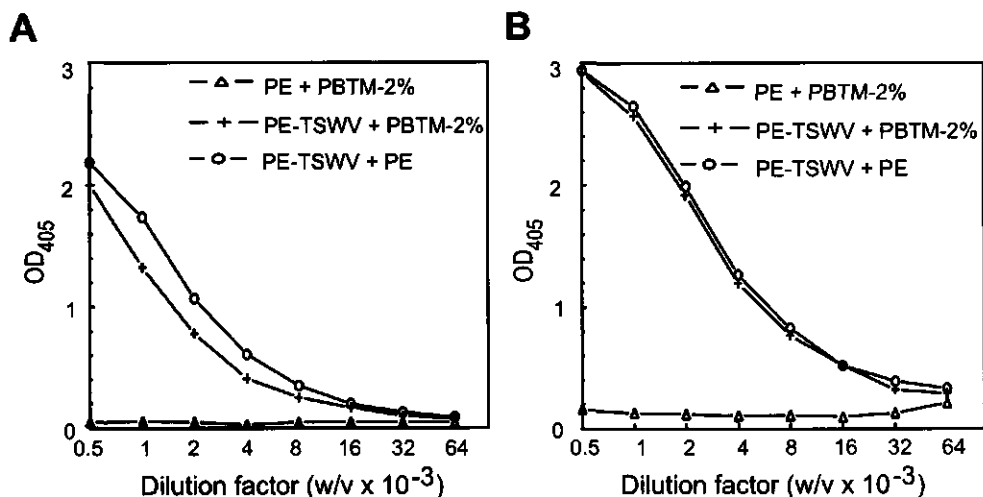 A
3
2
1
0
OD405
PE + PBTM-2%
PE-TSWV + PBTM-2%
PE-TSWV + PE
0.5 1 2 4 8 16 32 64
Dilution factor (w/v x 10-3)
B
3
2
1
0
OD405
PE + PBTM-2%
PE-TSWV + PBTM-2%
PE-TSWV + PE
0.5 1 2 4 8 16 32 64
Dilution factor (w/v x 10-3)